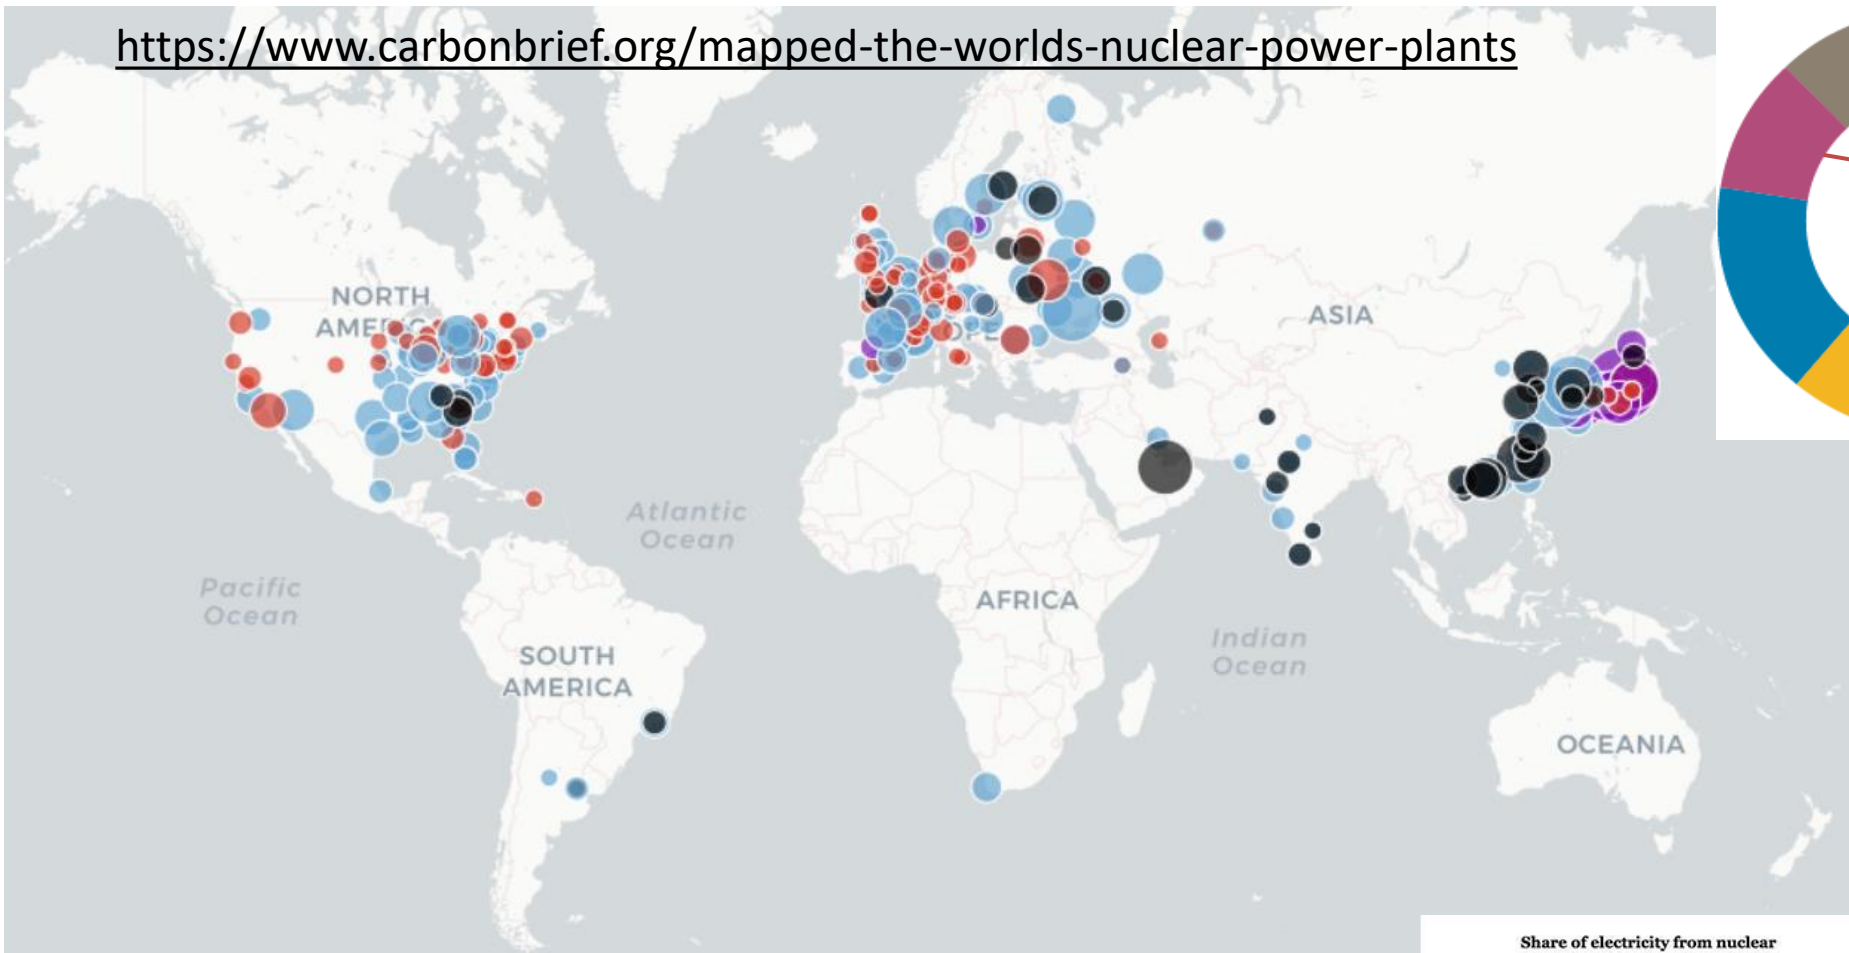 https://www.carbonbrief.org/mapped-the-worlds-nuclear-power-plants
NORTH
ASIA
Atlantic
Ocean
Pacific
Ocean
AFRICA
Indian
Ocean
SOUTH
AMERICA
OCEANIA
Share of electricity from nuclear